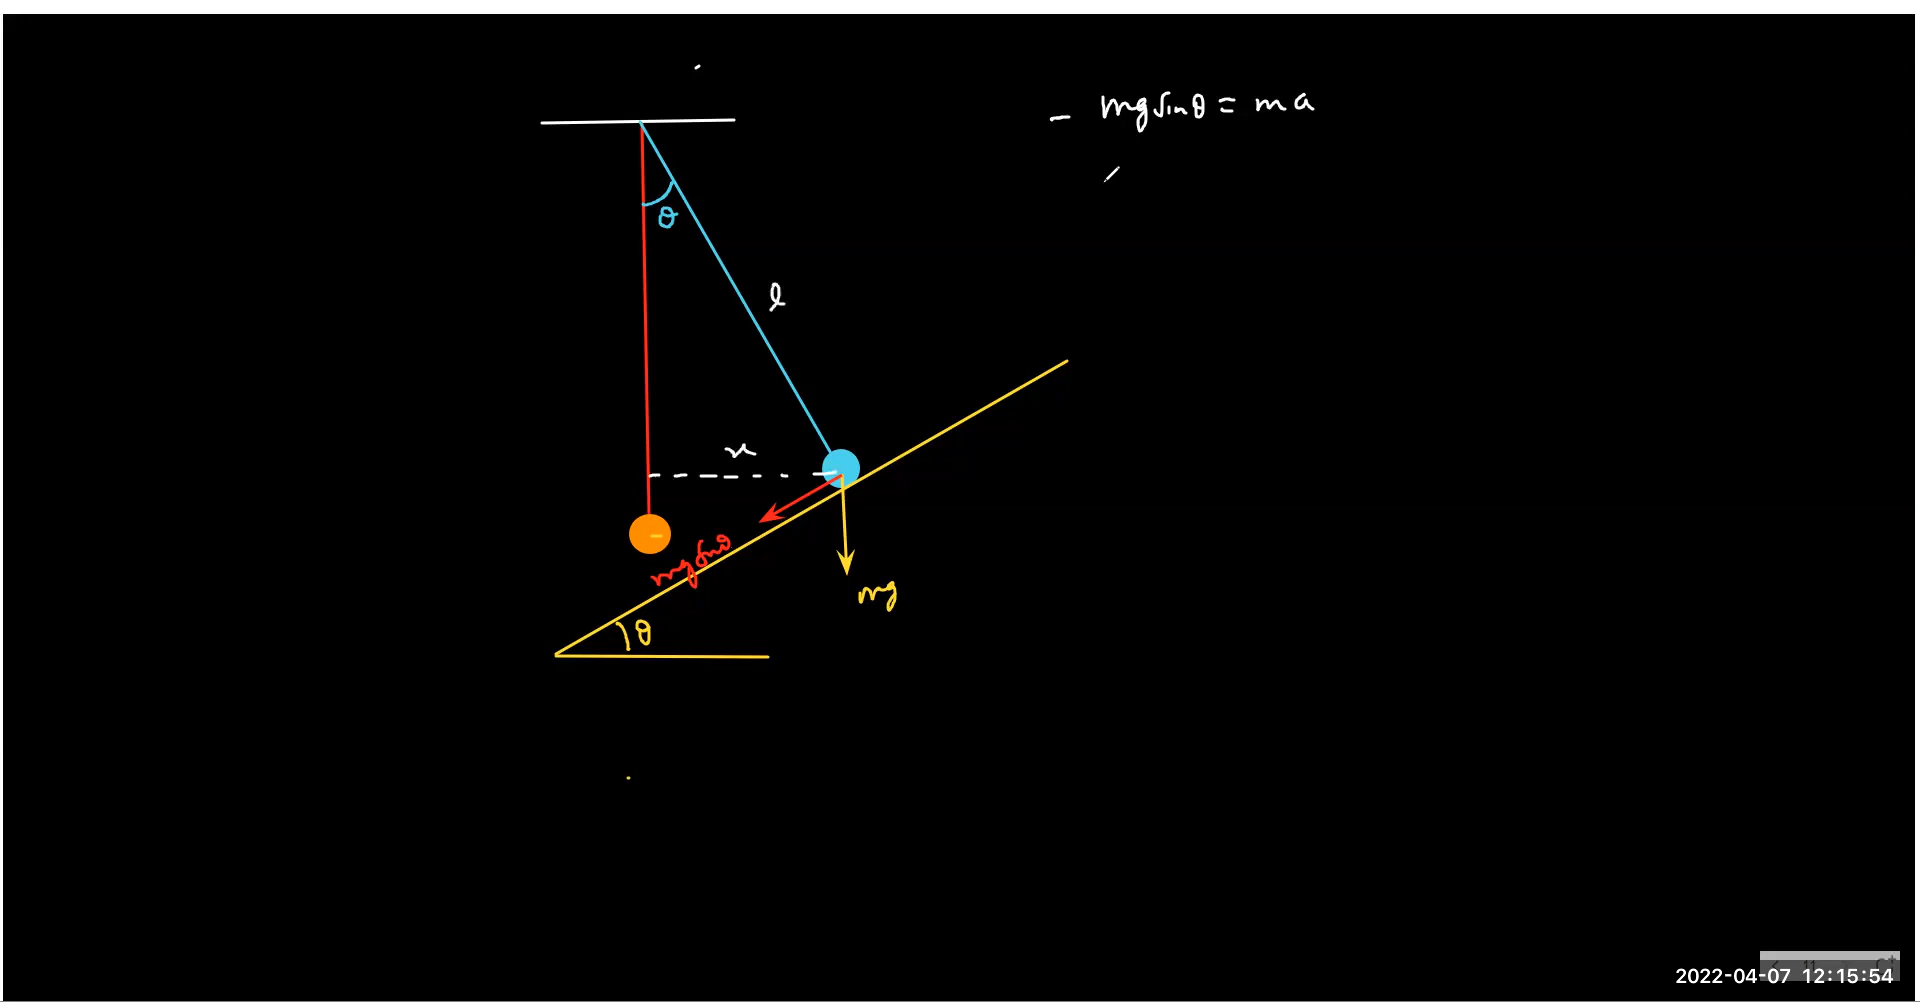 - mg sinθ = ma
θ
l
x
mg sinθ
mg
θ
2022-04-07 12:15:54